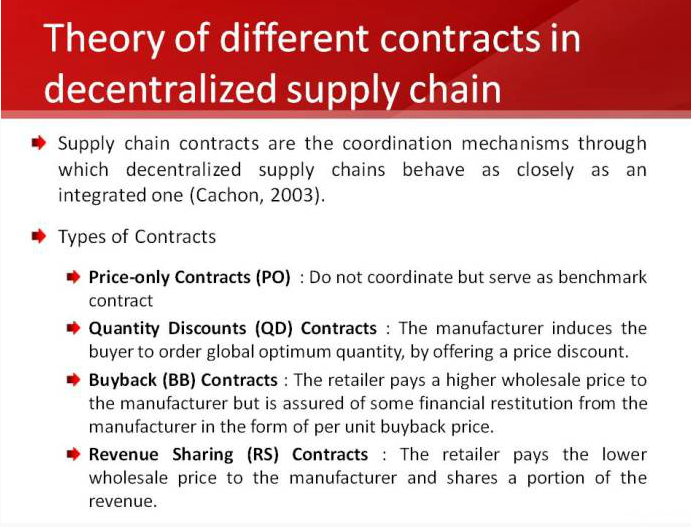 Theory of different contracts in
decentralized supply chain
Supply chain contracts are the coordination mechanisms through
which decentralized supply chains behave as closely as an
integrated one (Cachon, 2003).
Types of Contracts
Price-only Contracts (PO) : Do not coordinate but serve as benchmark
contract
Quantity Discounts (QD) Contracts : The manufacturer induces the
buyer to order global optimum quantity, by offering a price discount.
Buyback (BB) Contracts : The retailer pays a higher wholesale price to
the manufacturer but is assured of some financial restitution from the
manufacturer in the form of per unit buyback price.
Revenue Sharing (RS) Contracts : The retailer pays the lower
wholesale price to the manufacturer and shares a portion of the
revenue.